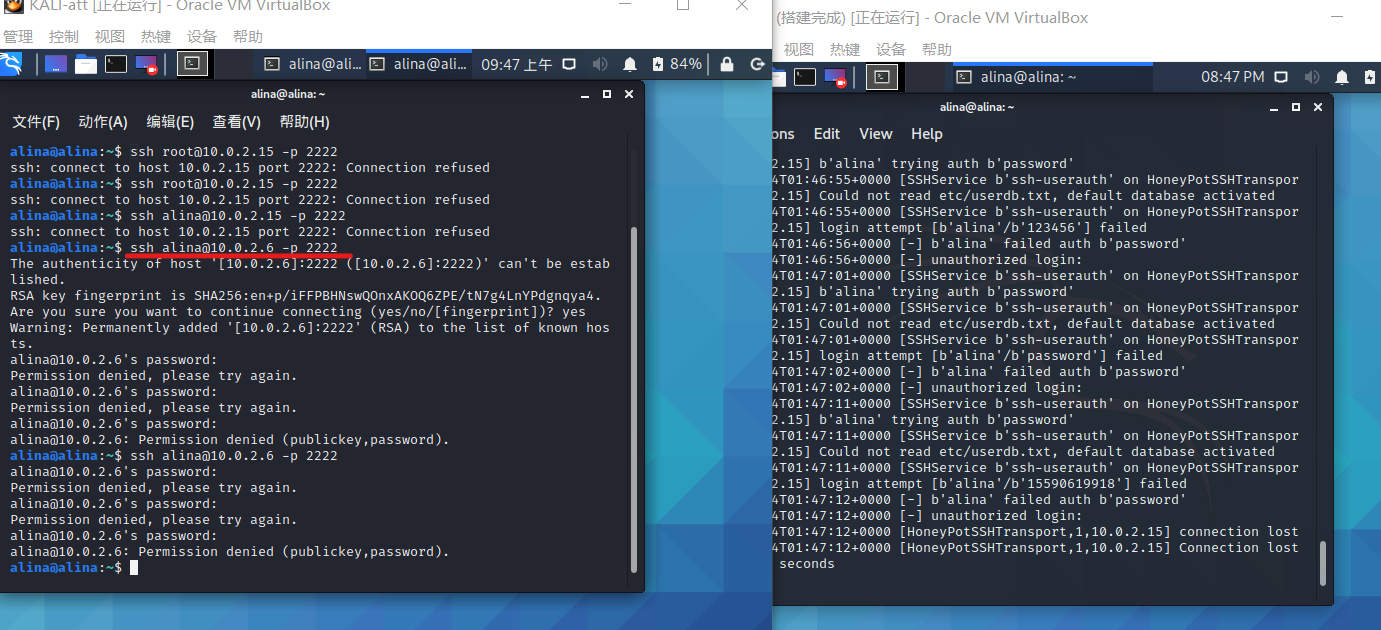 KALI-att [正在运行] - Oracle VM VirtualBox
管理 控制 视图 热键 设备 帮助
alina@ali... alina@ali... 09:47 上午 84%
alina@alina: ~
文件(F) 动作(A) 编辑(E) 查看(V) 帮助(H)
alina@alina:~$ ssh root@10.0.2.15 -p 2222
ssh: connect to host 10.0.2.15 port 2222: Connection refused
alina@alina:~$ ssh root@10.0.2.15 -p 2222
ssh: connect to host 10.0.2.15 port 2222: Connection refused
alina@alina:~$ ssh alina@10.0.2.15 -p 2222
ssh: connect to host 10.0.2.15 port 2222: Connection refused
alina@alina:~$ ssh alina@10.0.2.6 -p 2222
The authenticity of host '[10.0.2.6]:2222 ([10.0.2.6]:2222)' can't be estab
lished.
RSA key fingerprint is SHA256:en+p/iFFPBHNswQOnxAKOQ6ZPE/tN7g4LnYPdgnqya4.
Are you sure you want to continue connecting (yes/no/[fingerprint])? yes
Warning: Permanently added '[10.0.2.6]:2222' (RSA) to the list of known hos
ts.
alina@10.0.2.6's password:
Permission denied, please try again.
alina@10.0.2.6's password:
Permission denied, please try again.
alina@10.0.2.6's password:
alina@10.0.2.6: Permission denied (publickey,password).
alina@alina:~$ ssh alina@10.0.2.6 -p 2222
alina@10.0.2.6's password:
Permission denied, please try again.
alina@10.0.2.6's password:
Permission denied, please try again.
alina@10.0.2.6's password:
alina@10.0.2.6: Permission denied (publickey,password).
alina@alina:~$
(搭建完成) [正在运行] - Oracle VM VirtualBox
视图 热键 设备 帮助
alina@alina: ~ 08:47 PM
alina@alina: ~
ons Edit View Help
2.15] b'alina' trying auth b'password'
4T01:46:55+0000 [SSHService b'ssh-userauth' on HoneyPotSSHTranspor
2.15] Could not read etc/userdb.txt, default database activated
4T01:46:55+0000 [SSHService b'ssh-userauth' on HoneyPotSSHTranspor
2.15] login attempt [b'alina'/b'123456'] failed
4T01:46:56+0000 [-] b'alina' failed auth b'password'
4T01:46:56+0000 [-] unauthorized login:
4T01:47:01+0000 [SSHService b'ssh-userauth' on HoneyPotSSHTranspor
2.15] b'alina' trying auth b'password'
4T01:47:01+0000 [SSHService b'ssh-userauth' on HoneyPotSSHTranspor
2.15] Could not read etc/userdb.txt, default database activated
4T01:47:01+0000 [SSHService b'ssh-userauth' on HoneyPotSSHTranspor
2.15] login attempt [b'alina'/b'password'] failed
4T01:47:02+0000 [-] b'alina' failed auth b'password'
4T01:47:02+0000 [-] unauthorized login:
4T01:47:11+0000 [SSHService b'ssh-userauth' on HoneyPotSSHTranspor
2.15] b'alina' trying auth b'password'
4T01:47:11+0000 [SSHService b'ssh-userauth' on HoneyPotSSHTranspor
2.15] Could not read etc/userdb.txt, default database activated
4T01:47:11+0000 [SSHService b'ssh-userauth' on HoneyPotSSHTranspor
2.15] login attempt [b'alina'/b'15590619918'] failed
4T01:47:12+0000 [-] b'alina' failed auth b'password'
4T01:47:12+0000 [-] unauthorized login:
4T01:47:12+0000 [HoneyPotSSHTransport,1,10.0.2.15] connection lost
4T01:47:12+0000 [HoneyPotSSHTransport,1,10.0.2.15] Connection lost
seconds